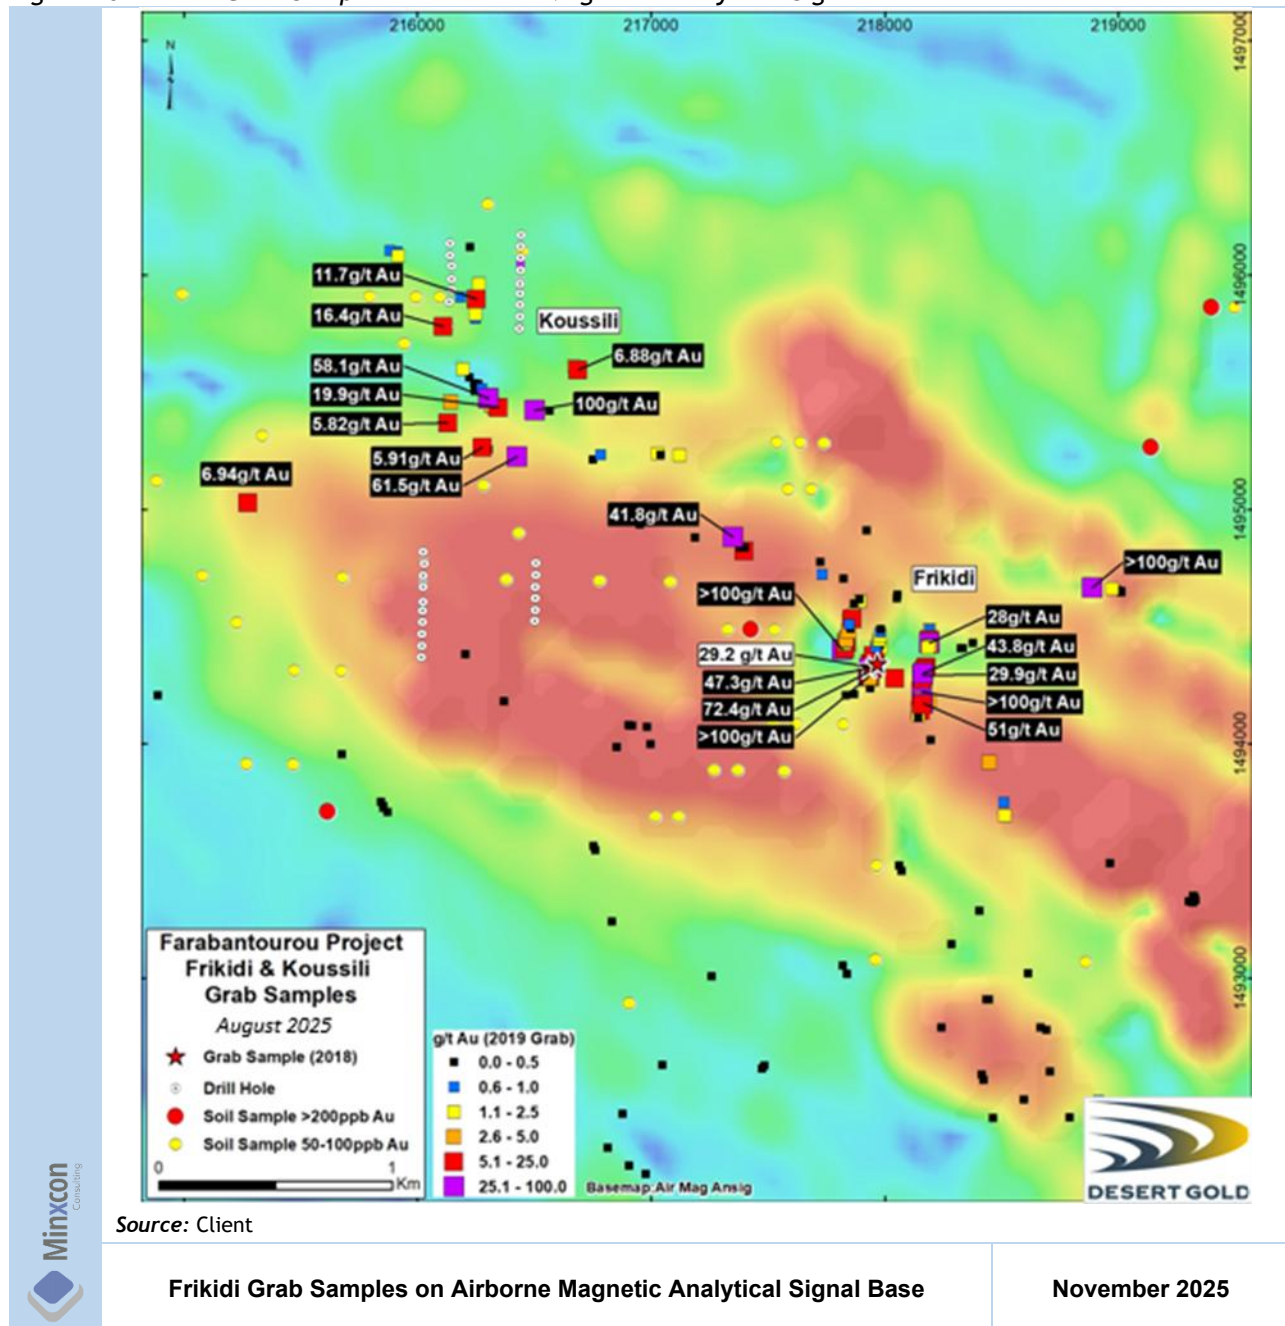 216000
217000
218000
219000
1497000
N
1496000
11.7g/t Au
16.4g/t Au
Koussili
6.88g/t Au
58.1g/t Au
19.9g/t Au
100g/t Au
5.82g/t Au
5.91g/t Au
6.94g/t Au
61.5g/t Au
1495000
41.8g/t Au
>100g/t Au
Frikidi
>100g/t Au
28g/t Au
29.2 g/t Au
43.8g/t Au
47.3g/t Au
29.9g/t Au
72.4g/t Au
>100g/t Au
>100g/t Au
51g/t Au
1494000
1493000
Farabantourou Project
Frikidi & Koussili
Grab Samples
August 2025
Grab Sample (2018)
Drill Hole
Soil Sample >200ppb Au
Soil Sample 50-100ppb Au
0 1
Km
g/t Au (2019 Grab)
0.0 - 0.5
0.6 - 1.0
1.1 - 2.5
2.6 - 5.0
5.1 - 25.0
25.1 - 100.0
Basemap:Air Mag Ansig
DESERT GOLD
Minxcon
Consulting
Source: Client
Frikidi Grab Samples on Airborne Magnetic Analytical Signal Base
November 2025